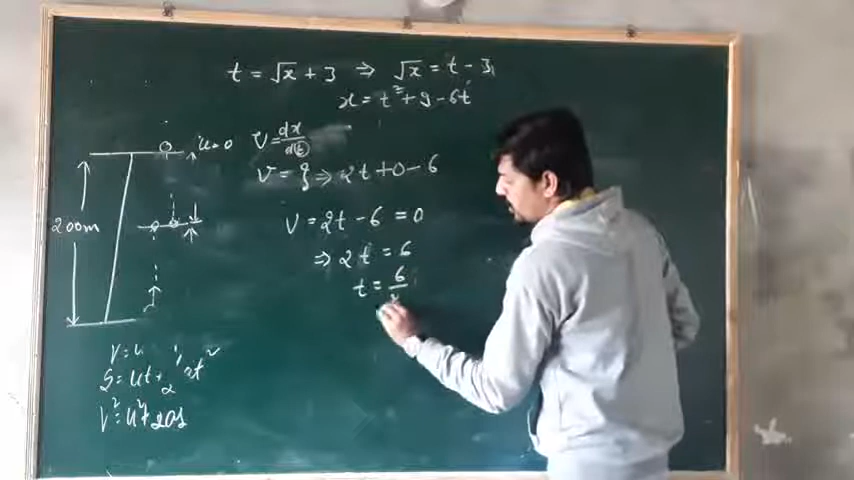 t = √x + 3 ⇒ √x = t - 3
x = t² + 9 - 6t
u=0
V = dx/dt
V = ? ⇒ 2t + 0 - 6
200m
V = 2t - 6 = 0
⇒ 2t = 6
t = 6/
S = ut + 1/2 at²
V² = u² + 2as